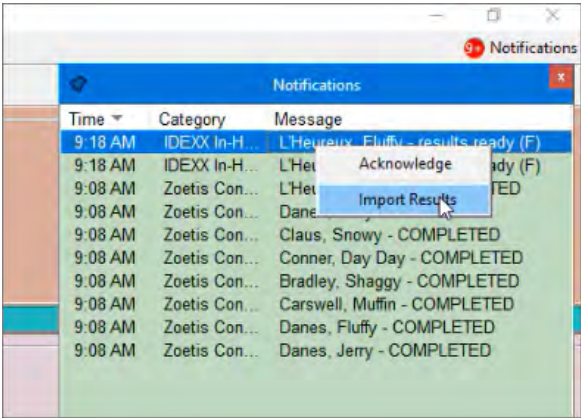 9+ Notifications
Notifications
Time Category Message
9:18 AM IDEXX In-H... L'Heureux, Fluffy - results ready (F)
9:18 AM IDEXX In-H... L'Heu ady (F)
Acknowledge
9:08 AM Zoetis Con... L'Heu TED
Import Results
9:08 AM Zoetis Con... Dane
9:08 AM Zoetis Con... Claus, Snowy - COMPLETED
9:08 AM Zoetis Con... Conner, Day Day - COMPLETED
9:08 AM Zoetis Con... Bradley, Shaggy - COMPLETED
9:08 AM Zoetis Con... Carswell, Muffin - COMPLETED
9:08 AM Zoetis Con... Danes, Fluffy - COMPLETED
9:08 AM Zoetis Con... Danes, Jerry - COMPLETED